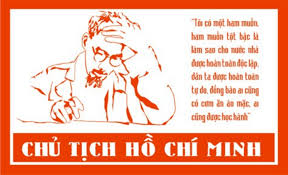 "Tôi có một ham muốn,
ham muốn tột bậc là
làm sao cho nước nhà
được hoàn toàn độc lập,
dân ta được hoàn toàn
tự do, đồng bào ai cũng
có cơm ăn áo mặc, ai
cũng được học hành"
CHỦ TỊCH HỒ CHÍ MINH